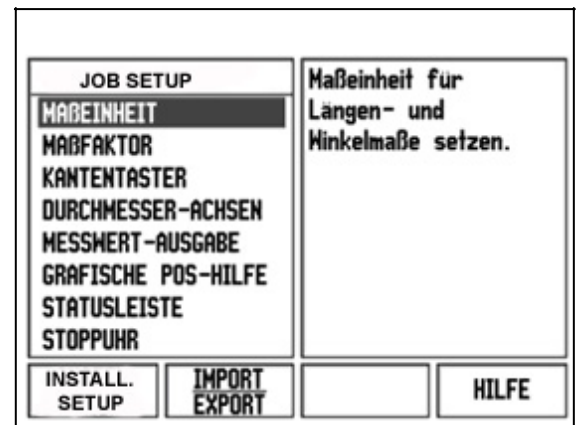 JOB SETUP
MAßEINHEIT
MAßFAKTOR
KANTENTASTER
DURCHMESSER-ACHSEN
MESSWERT-AUSGABE
GRAFISCHE POS-HILFE
STATUSLEISTE
STOPPUHR
Maßeinheit für
Längen- und
Winkelmaße setzen.
INSTALL.
SETUP
IMPORT
EXPORT
HILFE